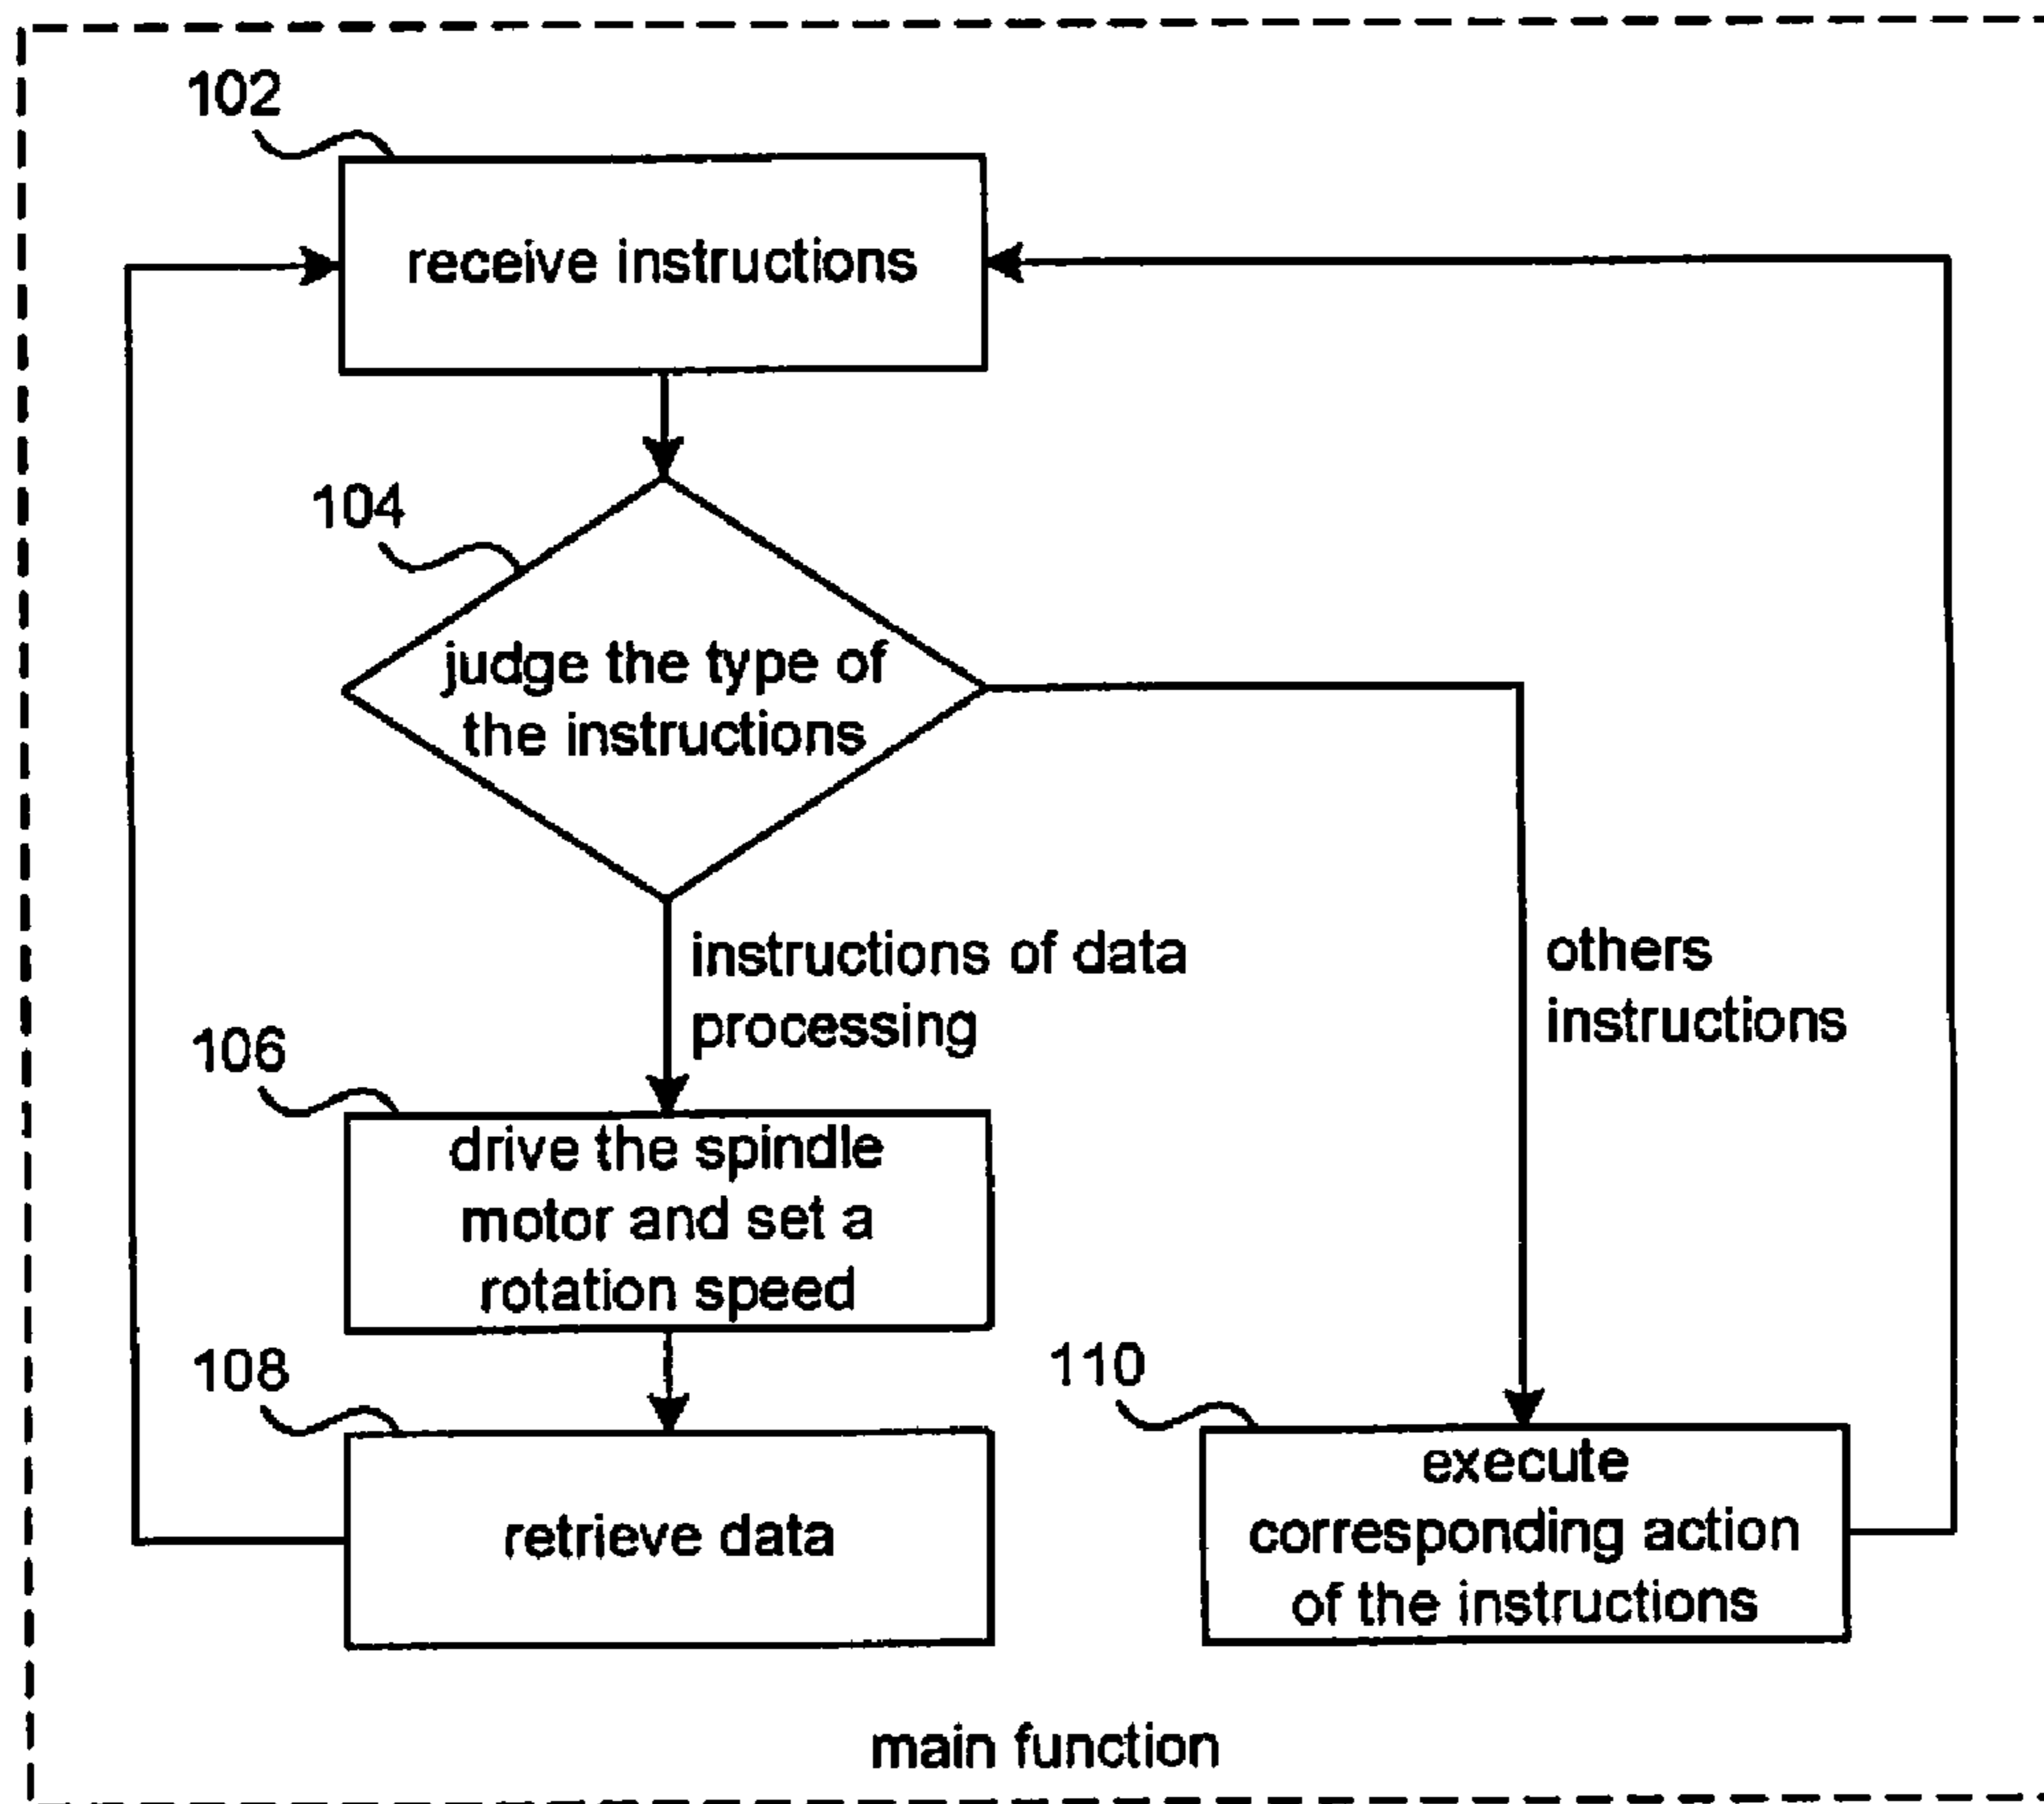 102
receive instructions
104
judge the type of
the instructions
instructions of data
processing
others
instructions
106
drive the spindle
motor and set a
rotation speed
108
retrieve data
110
execute
corresponding action
of the instructions
main function